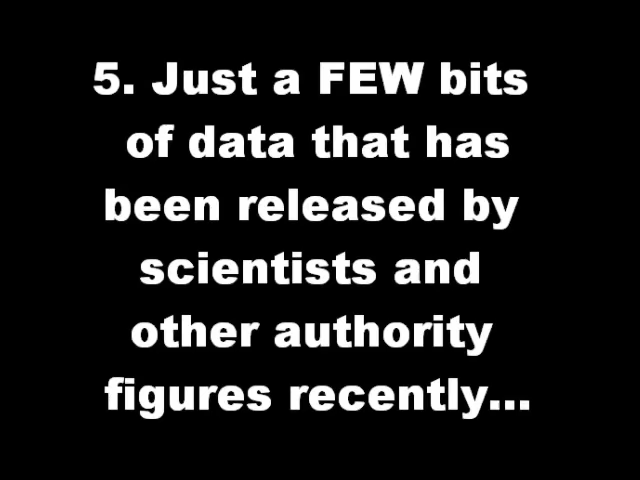 5. Just a FEW bits
of data that has
been released by
scientists and
other authority
figures recently...